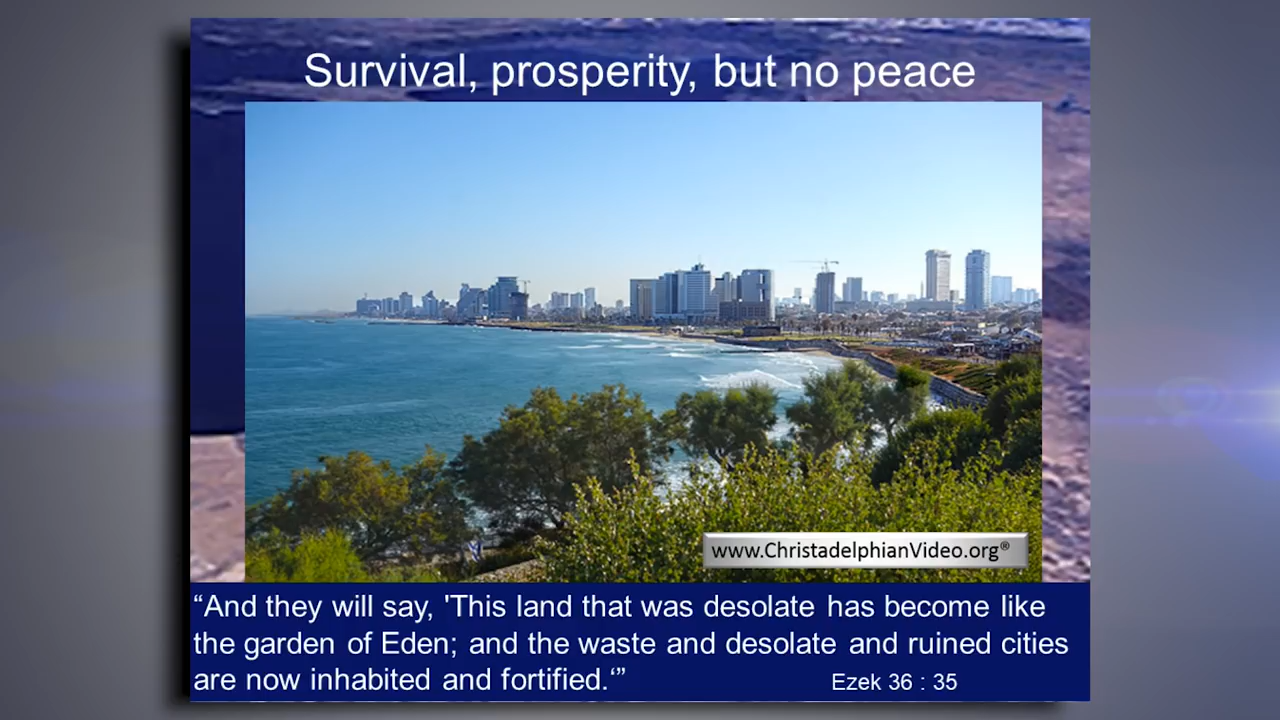 Survival, prosperity, but no peace
www.ChristadelphianVideo.org®
“And they will say, 'This land that was desolate has become like
the garden of Eden; and the waste and desolate and ruined cities
are now inhabited and fortified.‘”
Ezek 36 : 35